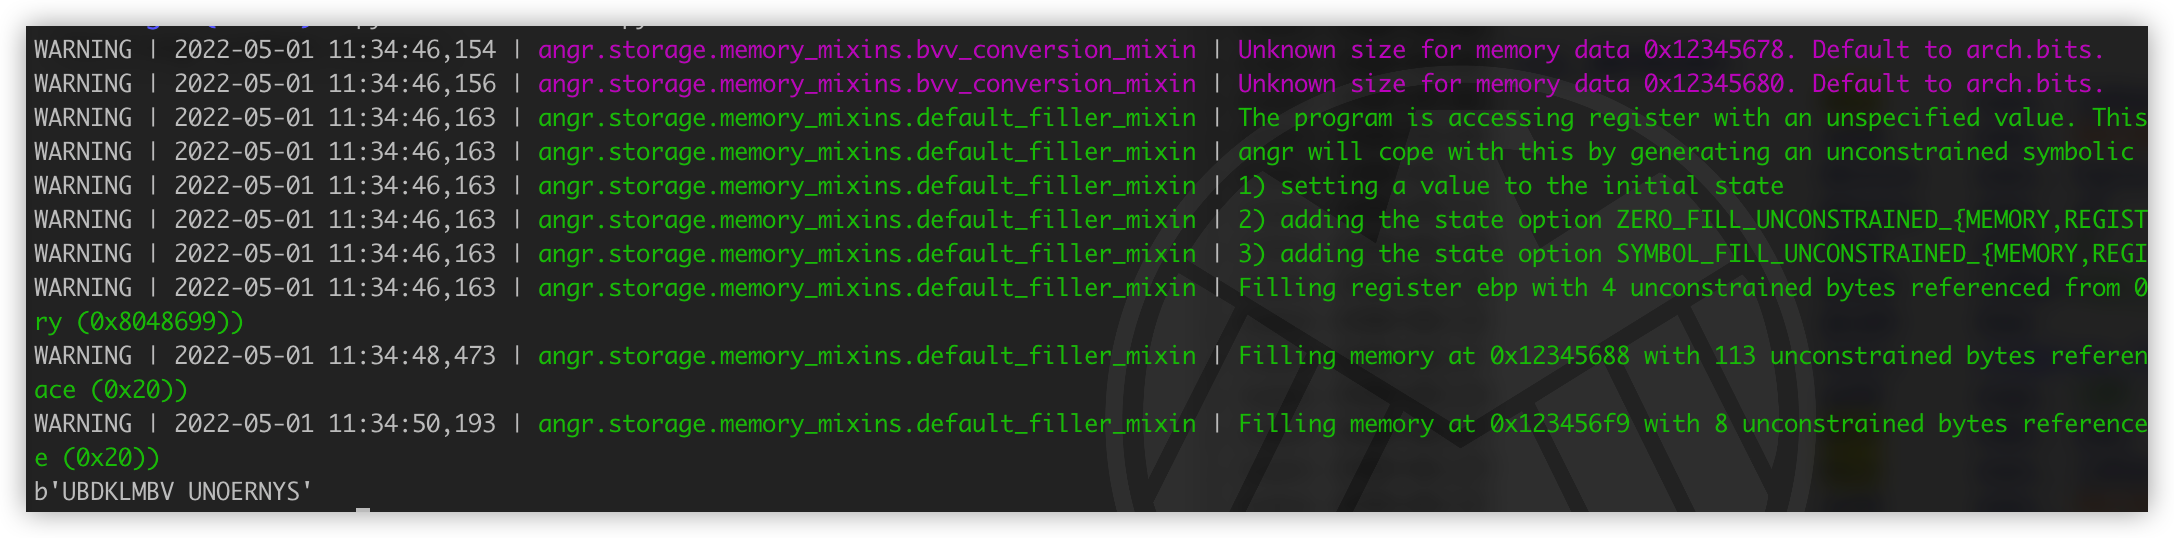 WARNING | 2022-05-01 11:34:46,154 | angr.storage.memory_mixins.bvv_conversion_mixin | Unknown size for memory data 0x12345678. Default to arch.bits.
WARNING | 2022-05-01 11:34:46,156 | angr.storage.memory_mixins.bvv_conversion_mixin | Unknown size for memory data 0x12345680. Default to arch.bits.
WARNING | 2022-05-01 11:34:46,163 | angr.storage.memory_mixins.default_filler_mixin | The program is accessing register with an unspecified value. This
WARNING | 2022-05-01 11:34:46,163 | angr.storage.memory_mixins.default_filler_mixin | angr will cope with this by generating an unconstrained symbolic
WARNING | 2022-05-01 11:34:46,163 | angr.storage.memory_mixins.default_filler_mixin | 1) setting a value to the initial state
WARNING | 2022-05-01 11:34:46,163 | angr.storage.memory_mixins.default_filler_mixin | 2) adding the state option ZERO_FILL_UNCONSTRAINED_{MEMORY,REGIST
WARNING | 2022-05-01 11:34:46,163 | angr.storage.memory_mixins.default_filler_mixin | 3) adding the state option SYMBOL_FILL_UNCONSTRAINED_{MEMORY,REGI
WARNING | 2022-05-01 11:34:46,163 | angr.storage.memory_mixins.default_filler_mixin | Filling register ebp with 4 unconstrained bytes referenced from 0
ry (0x8048699))
WARNING | 2022-05-01 11:34:48,473 | angr.storage.memory_mixins.default_filler_mixin | Filling memory at 0x12345688 with 113 unconstrained bytes referen
ace (0x20))
WARNING | 2022-05-01 11:34:50,193 | angr.storage.memory_mixins.default_filler_mixin | Filling memory at 0x123456f9 with 8 unconstrained bytes reference
e (0x20))
b'UBDKLMBV UNOERNYS'